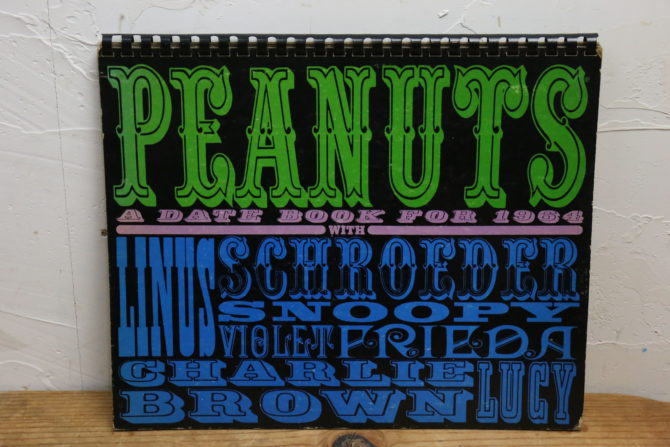 PEANUTS
A DATE BOOK FOR 1964
WITH
LINUS
SCHROEDER
SNOOPY
VIOLET FRIEDA
CHARLIE
BROWN
LUCY